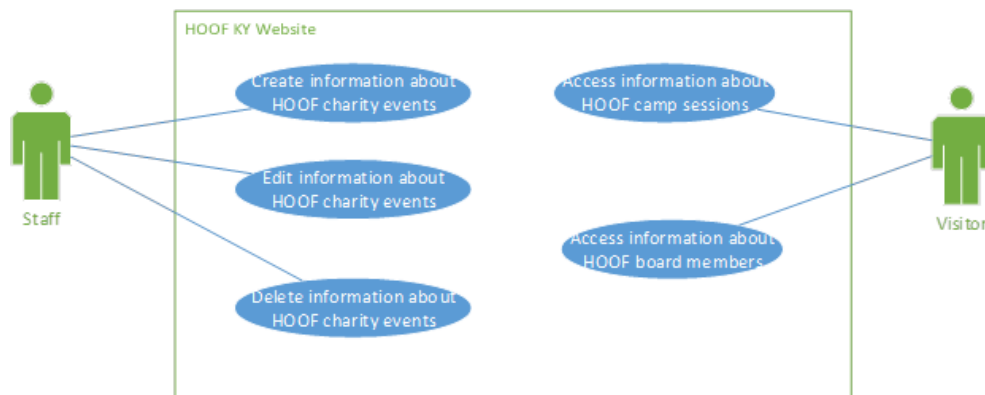 HOOF KY Website
Create information about
HOOF charity events
Access information about
HOOF camp sessions
Edit information about
HOOF charity events
Staff
Visitor
Access information about
HOOF board members
Delete information about
HOOF charity events